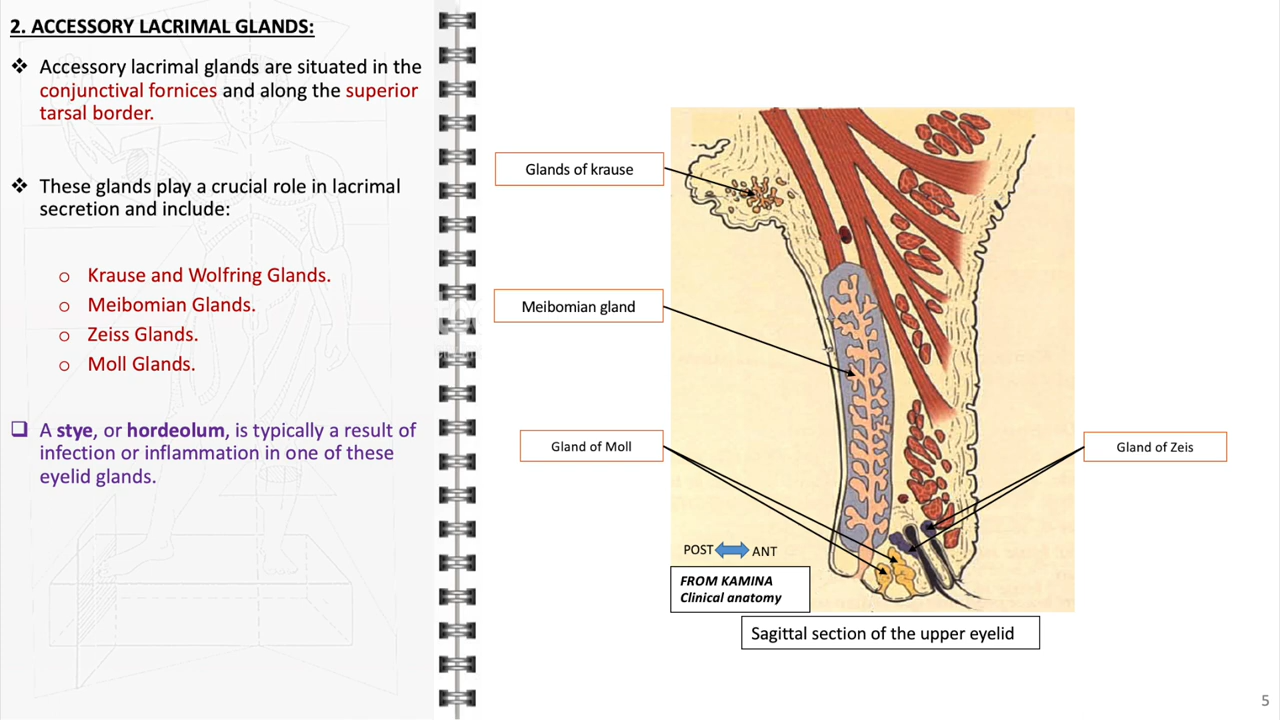 2. ACCESSORY LACRIMAL GLANDS:
❖ Accessory lacrimal glands are situated in the
conjunctival fornices and along the superior
tarsal border.
❖ These glands play a crucial role in lacrimal
secretion and include:
o Krause and Wolfring Glands.
o Meibomian Glands.
o Zeiss Glands.
o Moll Glands.
❑ A stye, or hordeolum, is typically a result of
infection or inflammation in one of these
eyelid glands.
Glands of krause
Meibomian gland
Gland of Moll
Gland of Zeis
POST ANT
FROM KAMINA
Clinical anatomy
Sagittal section of the upper eyelid
5